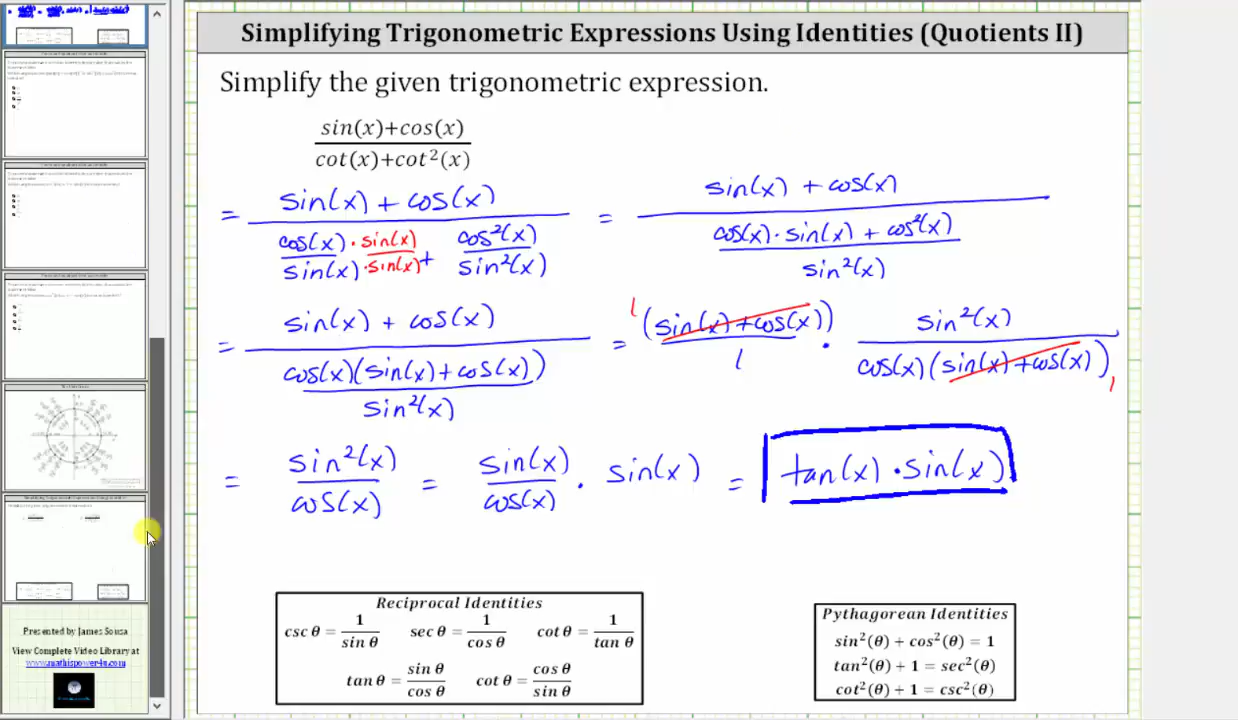 Simplifying Trigonometric Expressions Using Identities (Quotients II)
Simplify the given trigonometric expression.
sin(x)+cos(x)
cot(x)+cot²(x)
= sin(x) + cos(x) / (cos(x) · sin(x) / sin(x) · sin(x) + cos²(x) / sin²(x)) = sin(x) + cos(x) / (cos(x) · sin(x) + cos²(x) / sin²(x))
= sin(x) + cos(x) / (cos(x)(sin(x) + cos(x)) / sin²(x)) = 1 (sin(x) + cos(x)) / 1 · sin²(x) / cos(x)(sin(x) + cos(x)) 1
= sin²(x) / cos(x) = sin(x) / cos(x) · sin(x) = tan(x) · sin(x)
Reciprocal Identities
csc θ = 1 / sin θ sec θ = 1 / cos θ cot θ = 1 / tan θ
tan θ = sin θ / cos θ cot θ = cos θ / sin θ
Pythagorean Identities
sin²(θ) + cos²(θ) = 1
tan²(θ) + 1 = sec²(θ)
cot²(θ) + 1 = csc²(θ)
Presented by James Sousa
View Complete Video Library at
www.mathispower4u.com